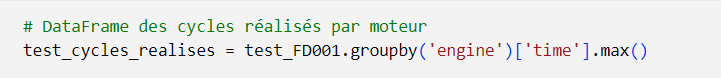 # DataFrame des cycles réalisés par moteur
test_cycles_realises = test_FD001.groupby('engine')['time'].max()